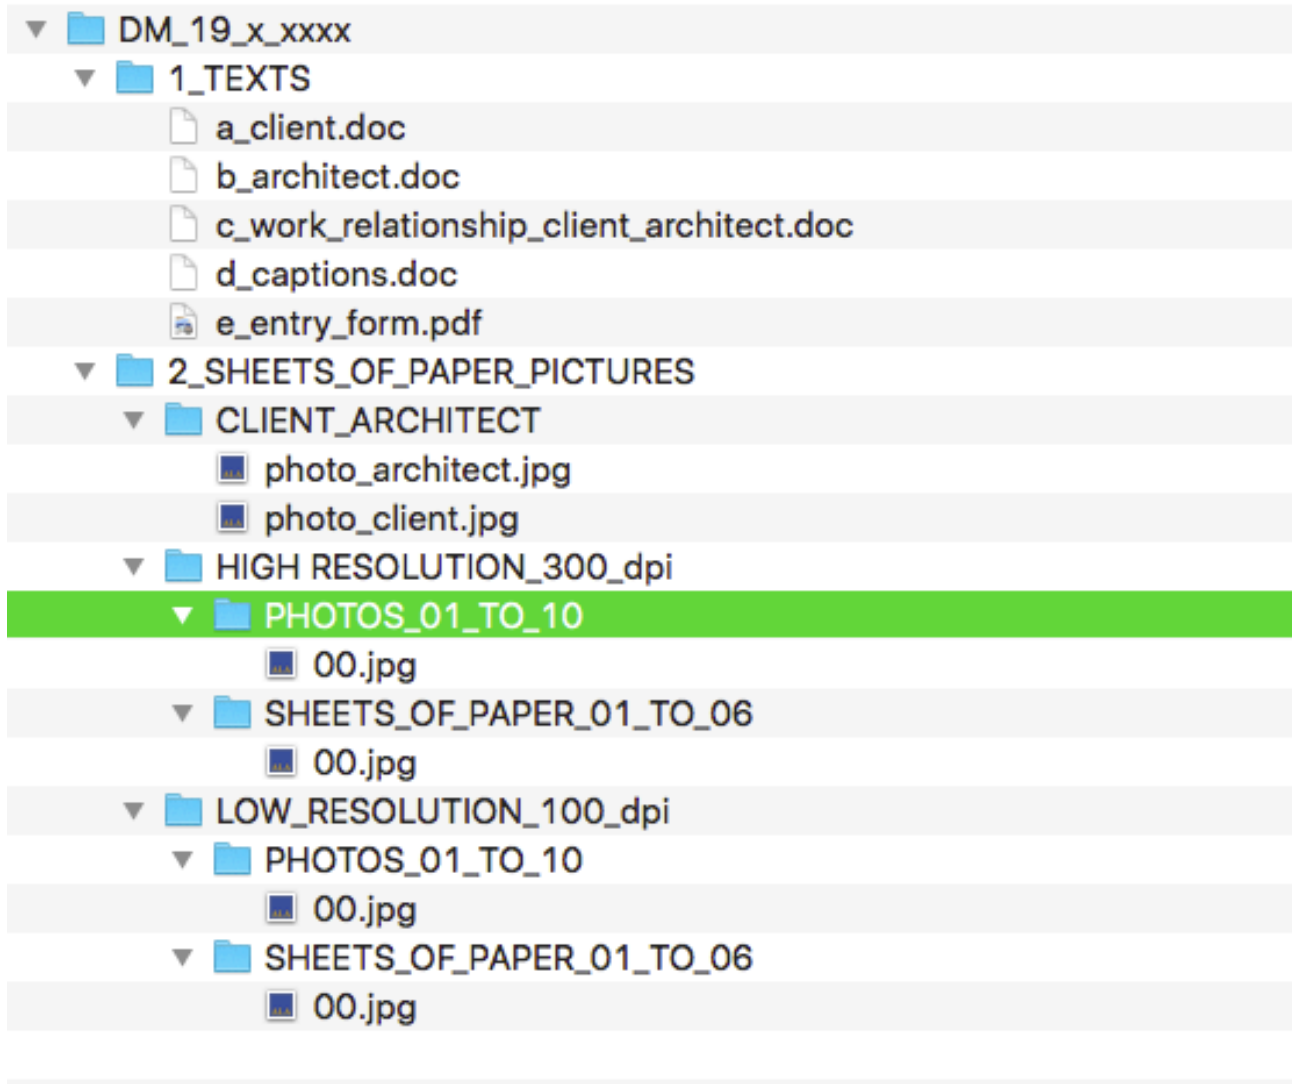 DM_19_x_xxxx
1_TEXTS
a_client.doc
b_architect.doc
c_work_relationship_client_architect.doc
d_captions.doc
e_entry_form.pdf
2_SHEETS_OF_PAPER_PICTURES
CLIENT_ARCHITECT
photo_architect.jpg
photo_client.jpg
HIGH RESOLUTION_300_dpi
PHOTOS_01_TO_10
00.jpg
SHEETS_OF_PAPER_01_TO_06
00.jpg
LOW_RESOLUTION_100_dpi
PHOTOS_01_TO_10
00.jpg
SHEETS_OF_PAPER_01_TO_06
00.jpg